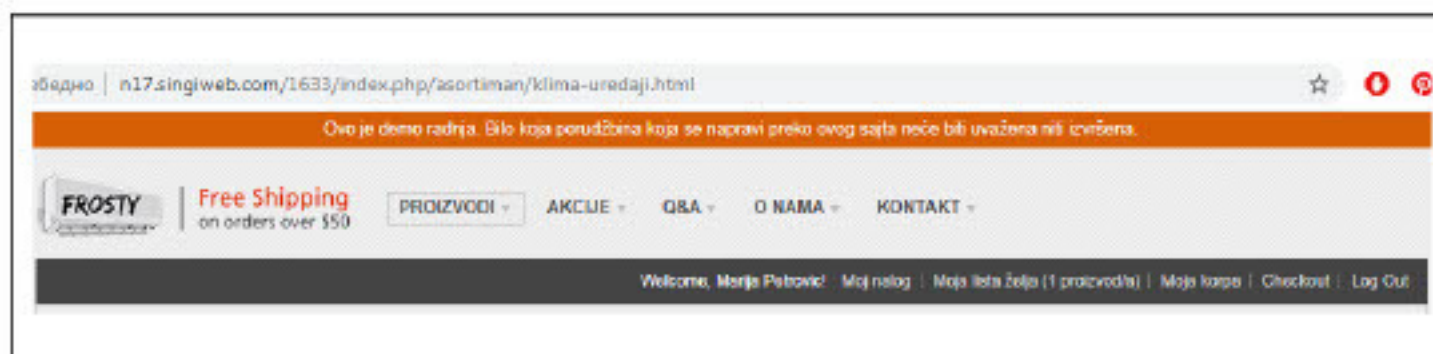 n17.singiweb.com/1633/index.php/asortiman/klima-uredaji.html
Ovo je demo radnja. Bilo koja porudžbina koja se napravi preko ovog sajta neće biti uvažena niti izvršena.
FROSTY
Free Shipping
on orders over $50
PROIZVODI
AKCIJE
Q&A
O NAMA
KONTAKT
Welcome, Marija Petrovic! Moj nalog | Moja lista želja (1 proizvod/a) | Moja korpa | Checkout | Log Out